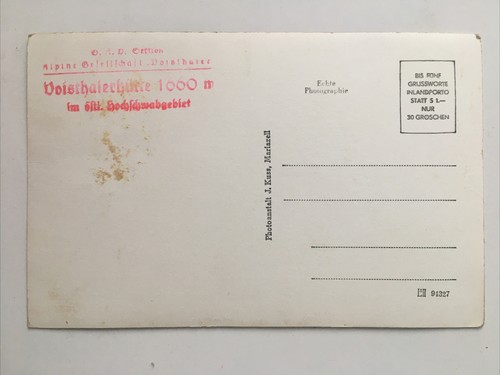 Ö. A. V. Sektion
Alpine Gesellschaft „Voisthaler
Voisthalerhütte 1660 m
im östl. Hochschwabgebiet
Echte
Photographie
BIS FÜNF
GRUSSWORTE
INLANDPORTO
STATT S 1.—
NUR
30 GROSCHEN
Photoanstalt J. Kuss, Mariazell
94327